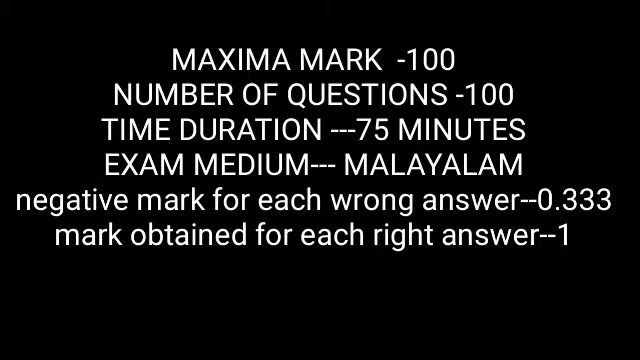 MAXIMA MARK -100
NUMBER OF QUESTIONS -100
TIME DURATION ---75 MINUTES
EXAM MEDIUM--- MALAYALAM
negative mark for each wrong answer--0.333
mark obtained for each right answer--1